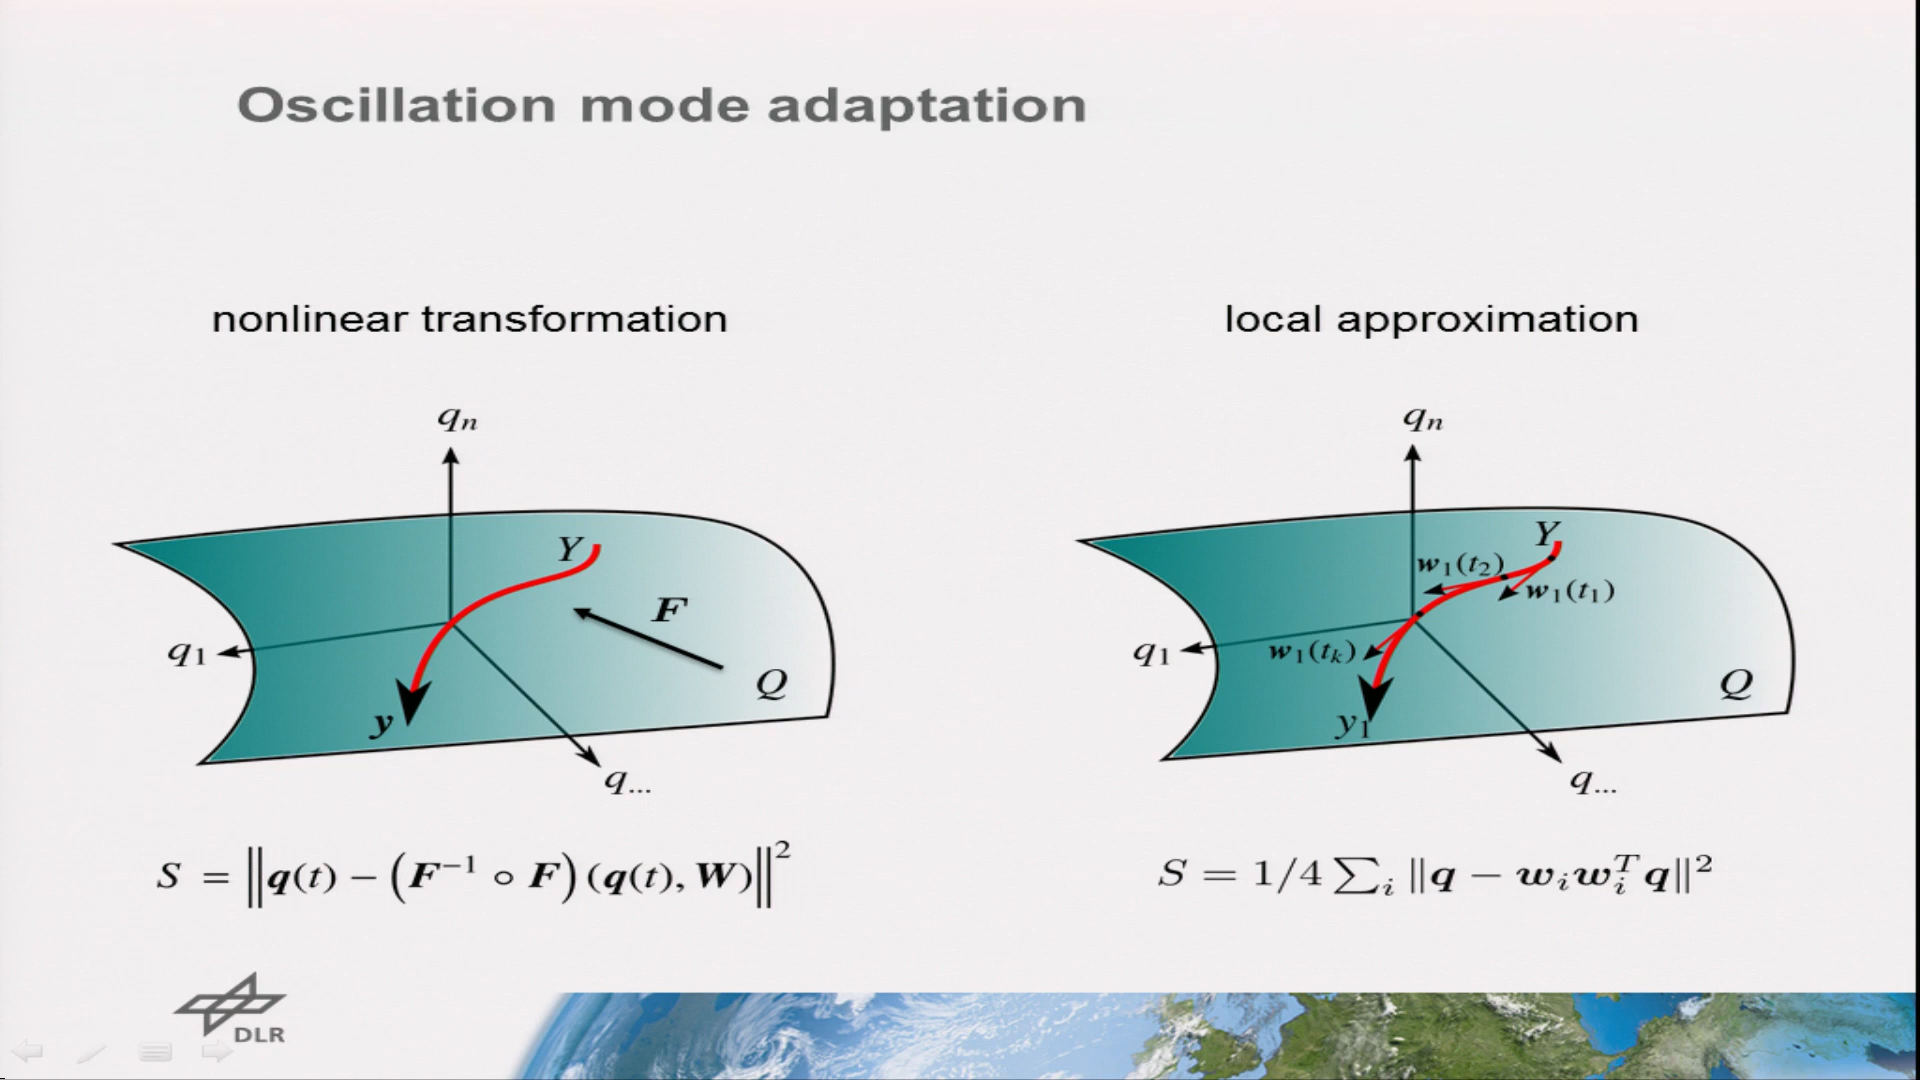 Oscillation mode adaptation
nonlinear transformation
qₙ
Y
F
q₁
Q
y
q...
S = ‖q(t) − (F⁻¹ ∘ F)(q(t), W)‖²
local approximation
qₙ
Y
w₁(t₂)
w₁(t₁)
q₁
w₁(tₖ)
Q
y₁
q...
S = 1/4 ∑ᵢ ‖q − wᵢwᵢᵀq‖²
DLR